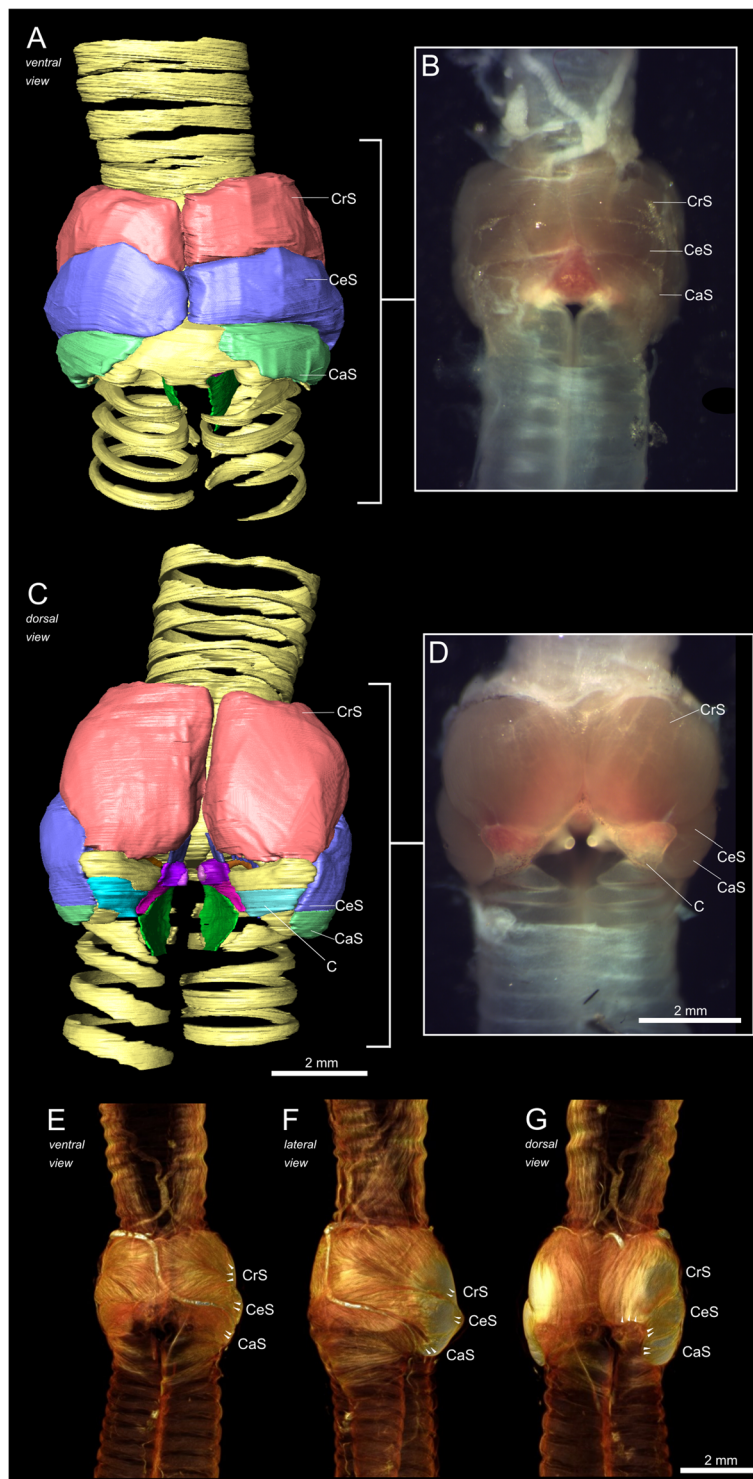 A
ventral
view
CrS
CeS
CaS
B
CrS
CeS
CaS
C
dorsal
view
CrS
CeS
CaS
C
2 mm
D
CrS
CeS
CaS
C
2 mm
E
ventral
view
CrS
CeS
CaS
F
lateral
view
CrS
CeS
CaS
G
dorsal
view
CrS
CeS
CaS
2 mm